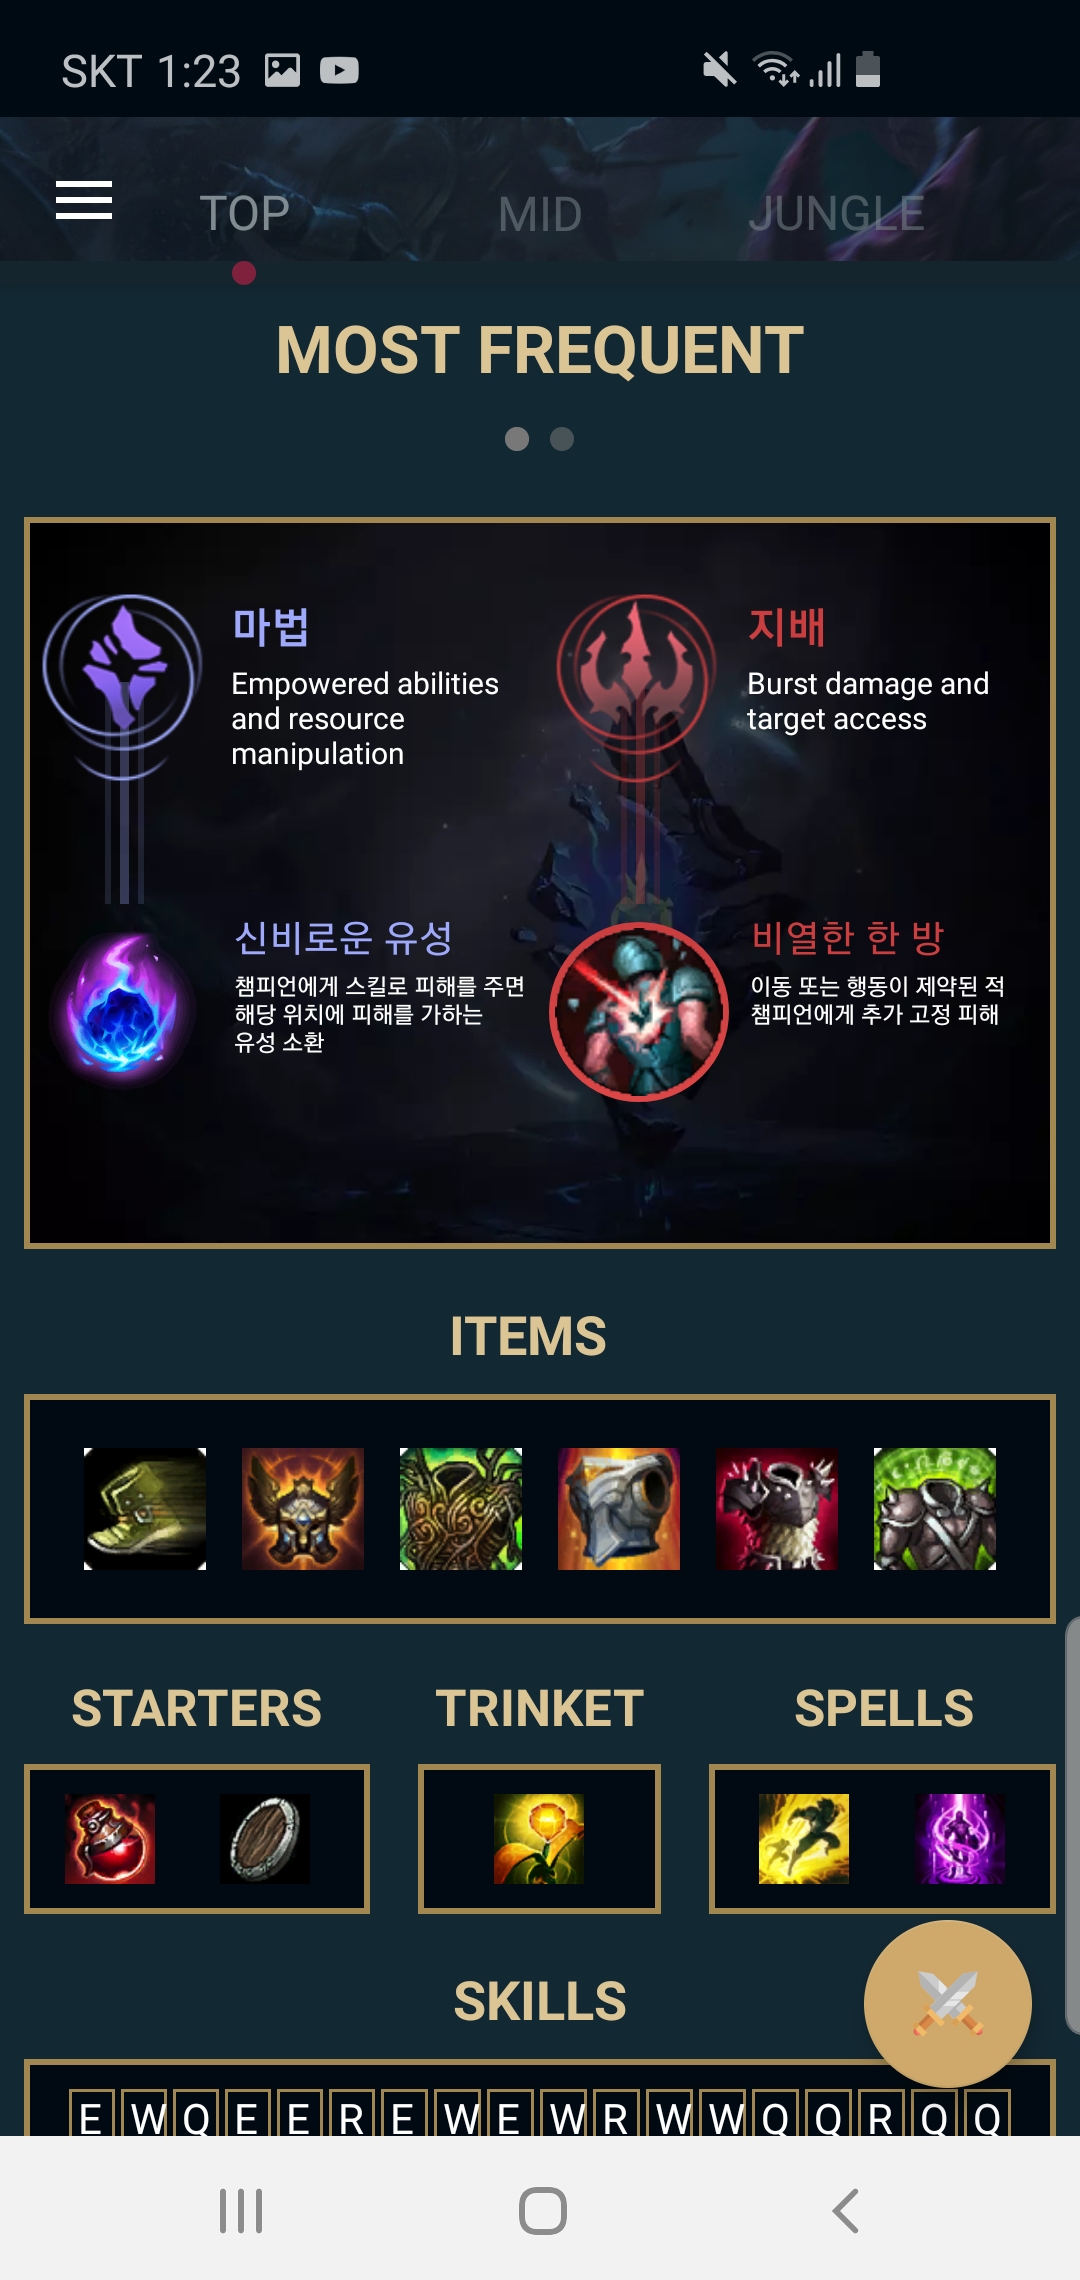 SKT 1:23
TOP MID JUNGLE
MOST FREQUENT
마법
Empowered abilities
and resource
manipulation
지배
Burst damage and
target access
신비로운 유성
챔피언에게 스킬로 피해를 주면
해당 위치에 피해를 가하는
유성 소환
비열한 한 방
이동 또는 행동이 제약된 적
챔피언에게 추가 고정 피해
ITEMS
STARTERS TRINKET SPELLS
SKILLS
E W Q E E R E W E W R W W Q Q R Q Q